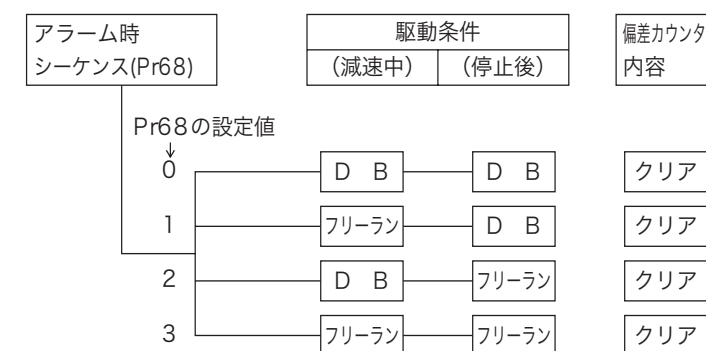 アラーム時
シーケンス(Pr68)
駆動条件
(減速中) (停止後)
偏差カウンタ
内容
Pr68の設定値
↓
0 D B D B クリア
1 フリーラン D B クリア
2 D B フリーラン クリア
3 フリーラン フリーラン クリア